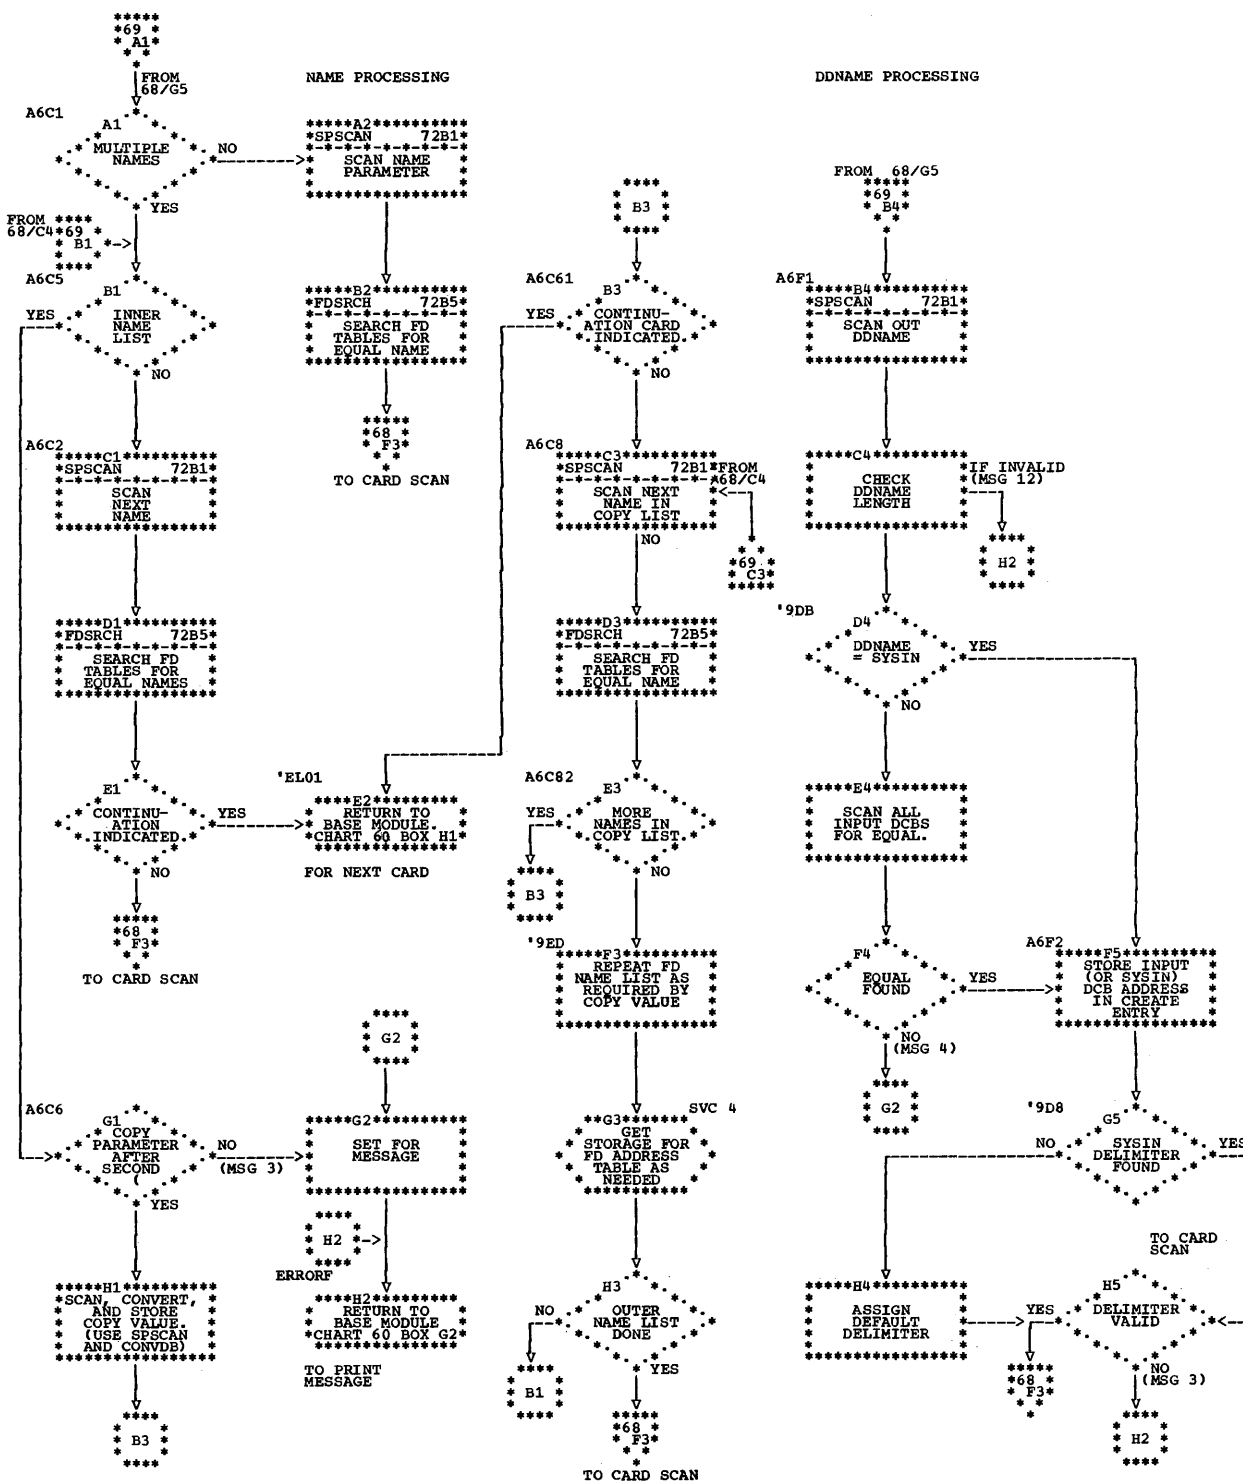 69
A1
FROM
68/G5
NAME PROCESSING
DDNAME PROCESSING
A6C1
A1
MULTIPLE
NAMES
NO
YES
A2
SPSCAN 72B1
SCAN NAME
PARAMETER
FROM
68/C4
69
B1
A6C5
B1
INNER
NAME
LIST
YES
NO
B2
FDSRCH 72B5
SEARCH FD
TABLES FOR
EQUAL NAME
68
F3
TO CARD SCAN
A6C2
C1
SPSCAN 72B1
SCAN
NEXT
NAME
D1
FDSRCH 72B5
SEARCH FD
TABLES FOR
EQUAL NAMES
E1
CONTINU-
ATION
INDICATED
YES
NO
'EL01
E2
RETURN TO
BASE MODULE.
CHART 60 BOX H1
FOR NEXT CARD
68
F3
TO CARD SCAN
G2
A6C6
G1
COPY
PARAMETER
AFTER
SECOND
(
NO
(MSG 3)
YES
G2
SET FOR
MESSAGE
H2
ERRORF
H1
SCAN, CONVERT,
AND STORE
COPY VALUE.
(USE SPSCAN
AND CONVDB)
H2
RETURN TO
BASE MODULE
CHART 60 BOX G2
TO PRINT
MESSAGE
B3
B3
A6C61
B3
CONTINU-
ATION CARD
INDICATED.
YES
NO
A6C8
C3
SPSCAN 72B1
SCAN NEXT
NAME IN
COPY LIST
NO
FROM
68/C4
69
C3
D3
FDSRCH 72B5
SEARCH FD
TABLES FOR
EQUAL NAME
A6C82
E3
MORE
NAMES IN
COPY LIST.
YES
NO
B3
'9ED
F3
REPEAT FD
NAME LIST AS
REQUIRED BY
COPY VALUE
SVC 4
G3
GET
STORAGE FOR
FD ADDRESS
TABLE AS
NEEDED
H3
OUTER
NAME LIST
DONE
NO
YES
B1
68
F3
TO CARD SCAN
FROM 68/G5
69
B4
A6F1
B4
SPSCAN 72B1
SCAN OUT
DDNAME
C4
CHECK
DDNAME
LENGTH
IF INVALID
(MSG 12)
H2
'9DB
D4
DDNAME
= SYSIN
YES
NO
E4
SCAN ALL
INPUT DCBS
FOR EQUAL.
F4
EQUAL
FOUND
YES
NO
(MSG 4)
G2
A6F2
F5
STORE INPUT
(OR SYSIN)
DCB ADDRESS
IN CREATE
ENTRY
'9D8
G5
SYSIN
DELIMITER
FOUND
NO
YES
TO CARD
SCAN
H4
ASSIGN
DEFAULT
DELIMITER
H5
DELIMITER
VALID
YES
NO
(MSG 3)
68
F3
H2